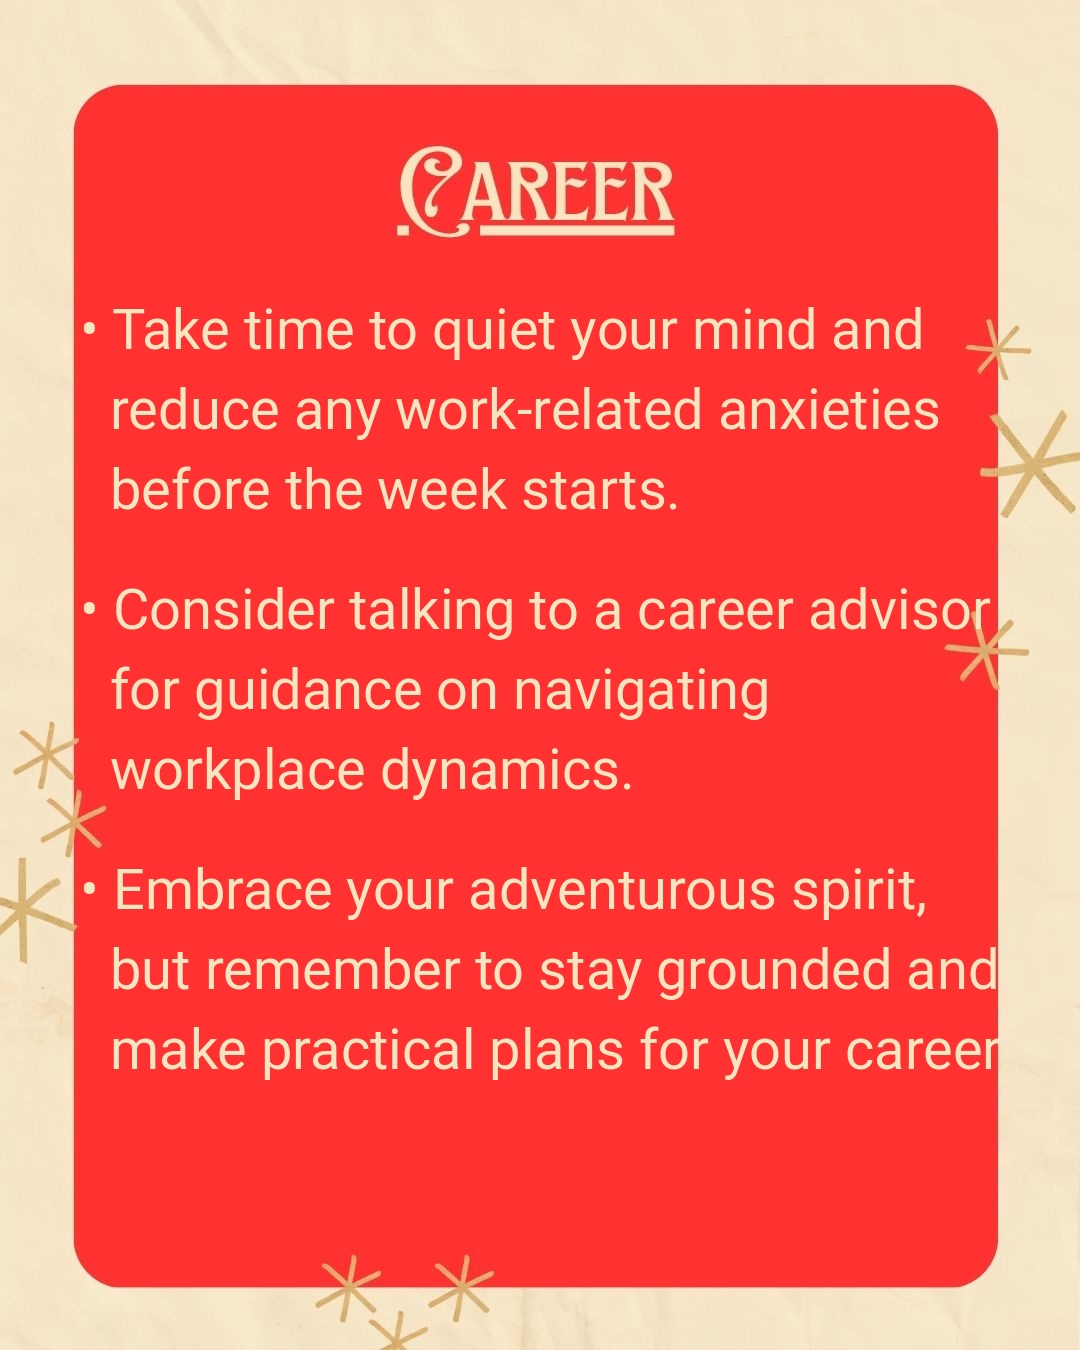 Career
• Take time to quiet your mind and
reduce any work-related anxieties
before the week starts.
• Consider talking to a career advisor
for guidance on navigating
workplace dynamics.
• Embrace your adventurous spirit,
but remember to stay grounded and
make practical plans for your career